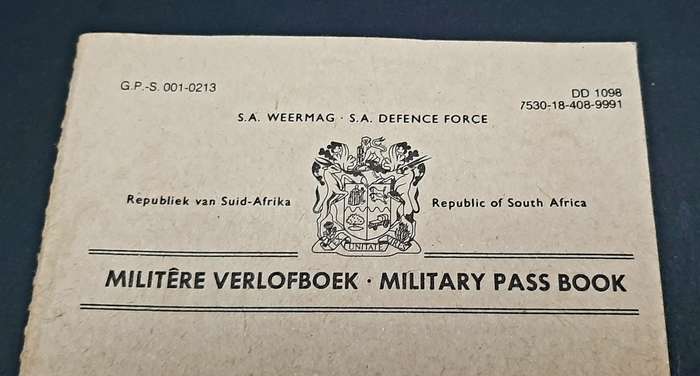 G.P.-S. 001-0213
DD 1098
7530-18-408-9991
S.A. WEERMAG · S.A. DEFENCE FORCE
Republiek van Suid-Afrika
Republic of South Africa
UNITATE
MILITÊRE VERLOFBOEK · MILITARY PASS BOOK